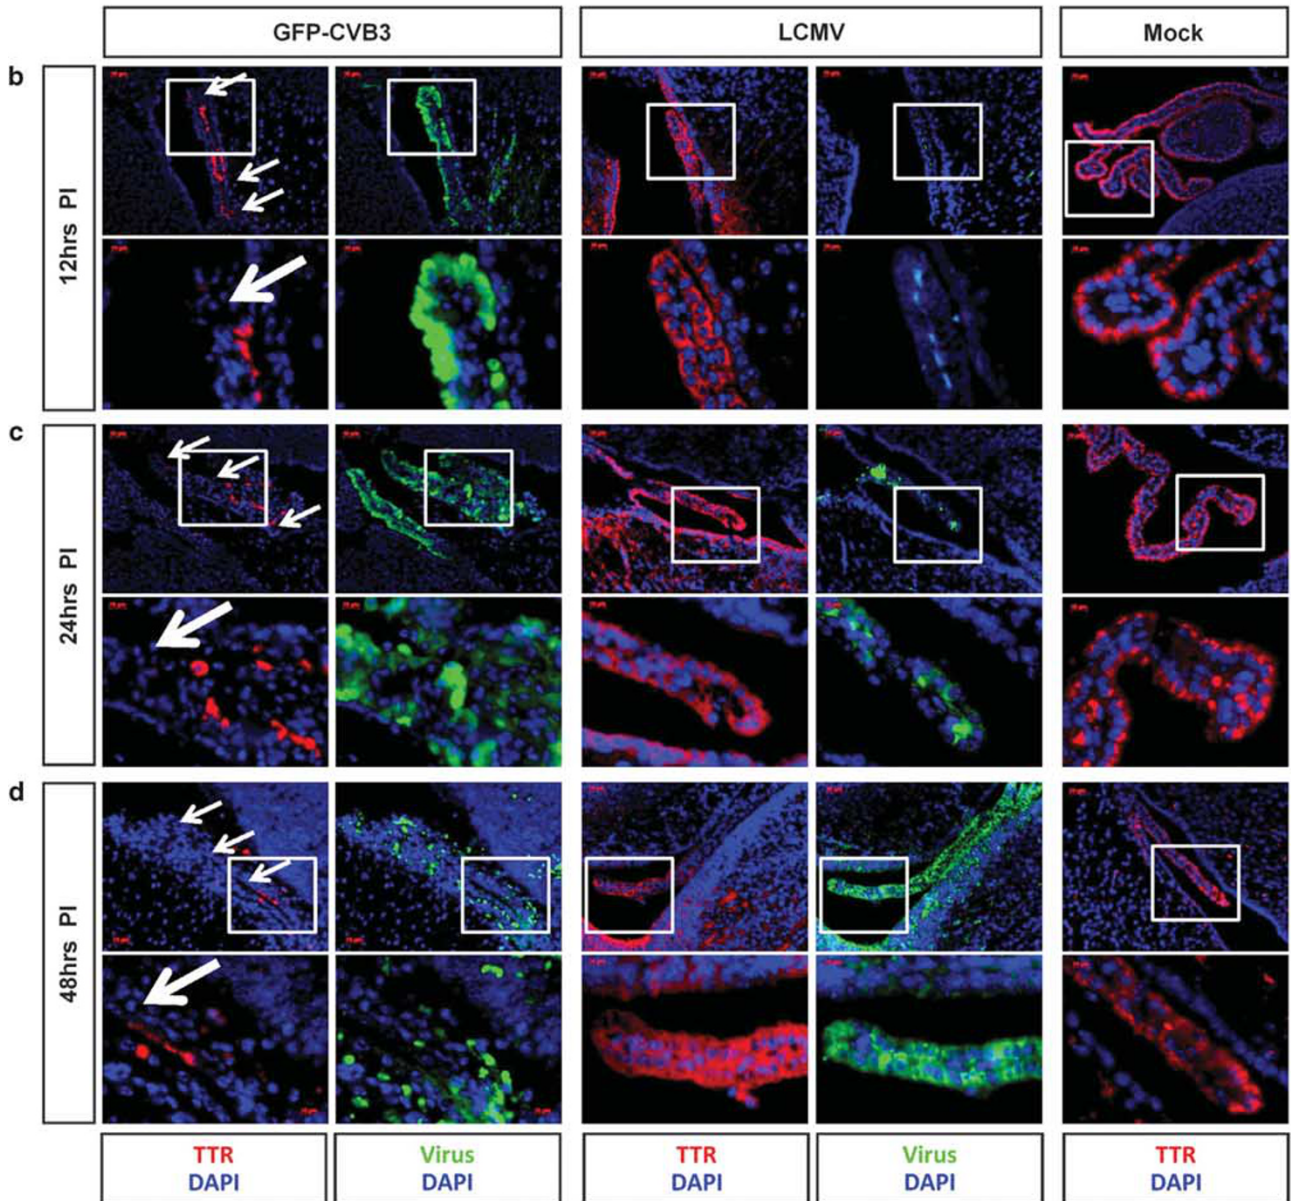 GFP-CVB3
LCMV
Mock
b
12hrs PI
c
24hrs PI
d
48hrs PI
TTR
DAPI
Virus
DAPI
TTR
DAPI
Virus
DAPI
TTR
DAPI